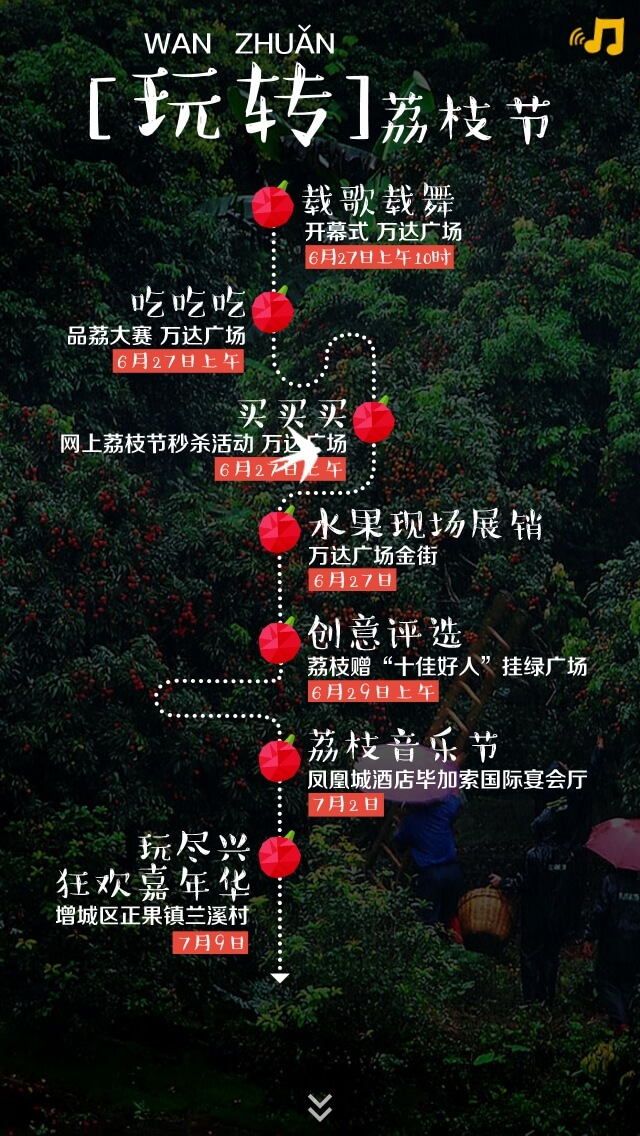 WAN ZHUǍN
[玩转]荔枝节
载歌载舞
开幕式 万达广场
6月27日上午10时
吃吃吃
品荔大赛 万达广场
6月27日上午
买买买
网上荔枝节秒杀活动 万达广场
6月27日上午
水果现场展销
万达广场金街
6月27日
创意评选
荔枝赠“十佳好人”挂绿广场
6月29日上午
荔枝音乐节
凤凰城酒店毕加索国际宴会厅
7月2日
玩尽兴
狂欢嘉年华
增城区正果镇兰溪村
7月9日